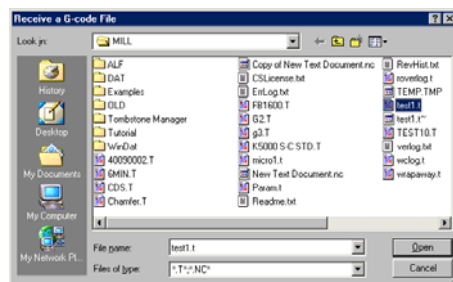 Receive a G-code File
Look in:
MILL
History
Desktop
My Documents
My Computer
My Network Pl...
ALF
DAT
Examples
OLD
Tombstone Manager
Tutorial
WinDat
40090002.T
6MIN.T
CDS.T
Chamfer.T
Copy of New Text Document.nc
CSLicense.txt
ErrLog.txt
FB1600.T
G2.T
g3.T
K5000 S-C STD.T
micro1.t
New Text Document.nc
Param.t
Readme.txt
RevHist.txt
roverlog.t
TEMP.TMP
test1.t
test1.t~
TEST10.T
verlog.txt
wclog.t
wrapaway.t
File name:
test1.t
Open
Files of type:
*.T*;*.NC*
Cancel